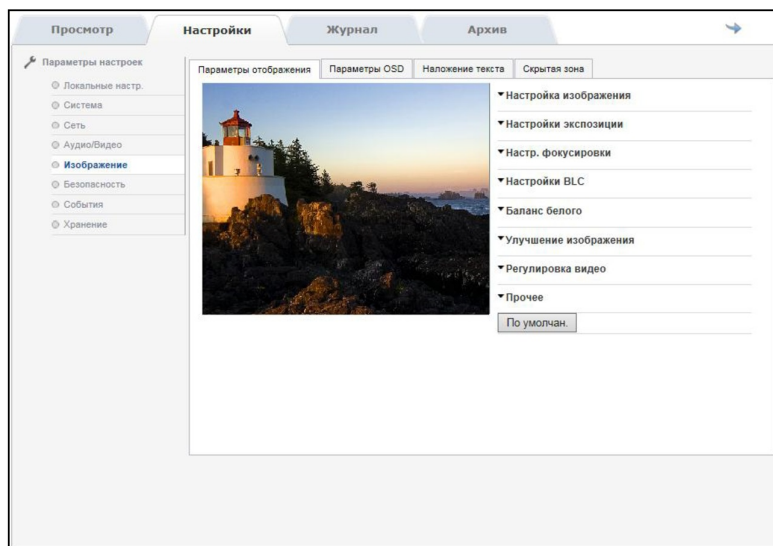 Просмотр
Настройки
Журнал
Архив
Параметры настроек
Локальные настр.
Система
Сеть
Аудио/Видео
Изображение
Безопасность
События
Хранение
Параметры отображения
Параметры OSD
Наложение текста
Скрытая зона
Настройка изображения
Настройки экспозиции
Настр. фокусировки
Настройки BLC
Баланс белого
Улучшение изображения
Регулировка видео
Прочее
По умолчан.